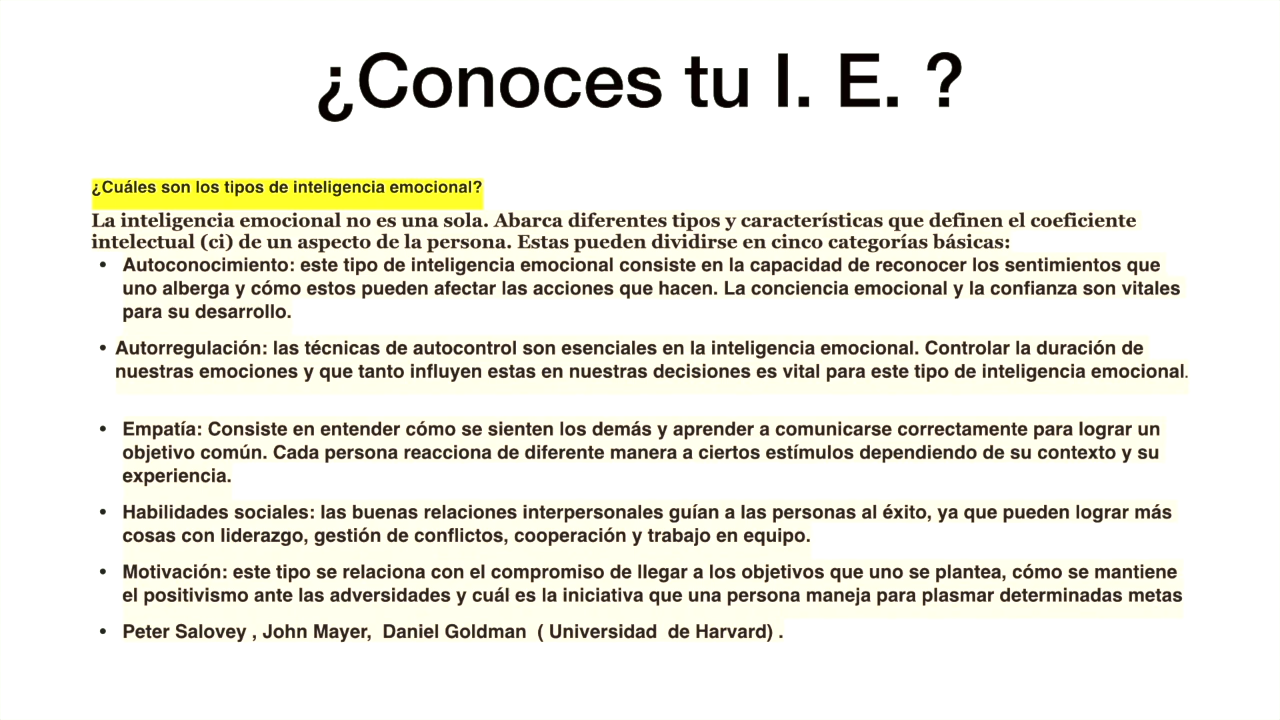 ¿Conoces tu I. E. ?
¿Cuáles son los tipos de inteligencia emocional?
La inteligencia emocional no es una sola. Abarca diferentes tipos y características que definen el coeficiente
intelectual (ci) de un aspecto de la persona. Estas pueden dividirse en cinco categorías básicas:
• Autoconocimiento: este tipo de inteligencia emocional consiste en la capacidad de reconocer los sentimientos que
uno alberga y cómo estos pueden afectar las acciones que hacen. La conciencia emocional y la confianza son vitales
para su desarrollo.
• Autorregulación: las técnicas de autocontrol son esenciales en la inteligencia emocional. Controlar la duración de
nuestras emociones y que tanto influyen estas en nuestras decisiones es vital para este tipo de inteligencia emocional.
• Empatía: Consiste en entender cómo se sienten los demás y aprender a comunicarse correctamente para lograr un
objetivo común. Cada persona reacciona de diferente manera a ciertos estímulos dependiendo de su contexto y su
experiencia.
• Habilidades sociales: las buenas relaciones interpersonales guían a las personas al éxito, ya que pueden lograr más
cosas con liderazgo, gestión de conflictos, cooperación y trabajo en equipo.
• Motivación: este tipo se relaciona con el compromiso de llegar a los objetivos que uno se plantea, cómo se mantiene
el positivismo ante las adversidades y cuál es la iniciativa que una persona maneja para plasmar determinadas metas
• Peter Salovey , John Mayer,  Daniel Goldman  ( Universidad  de Harvard) .